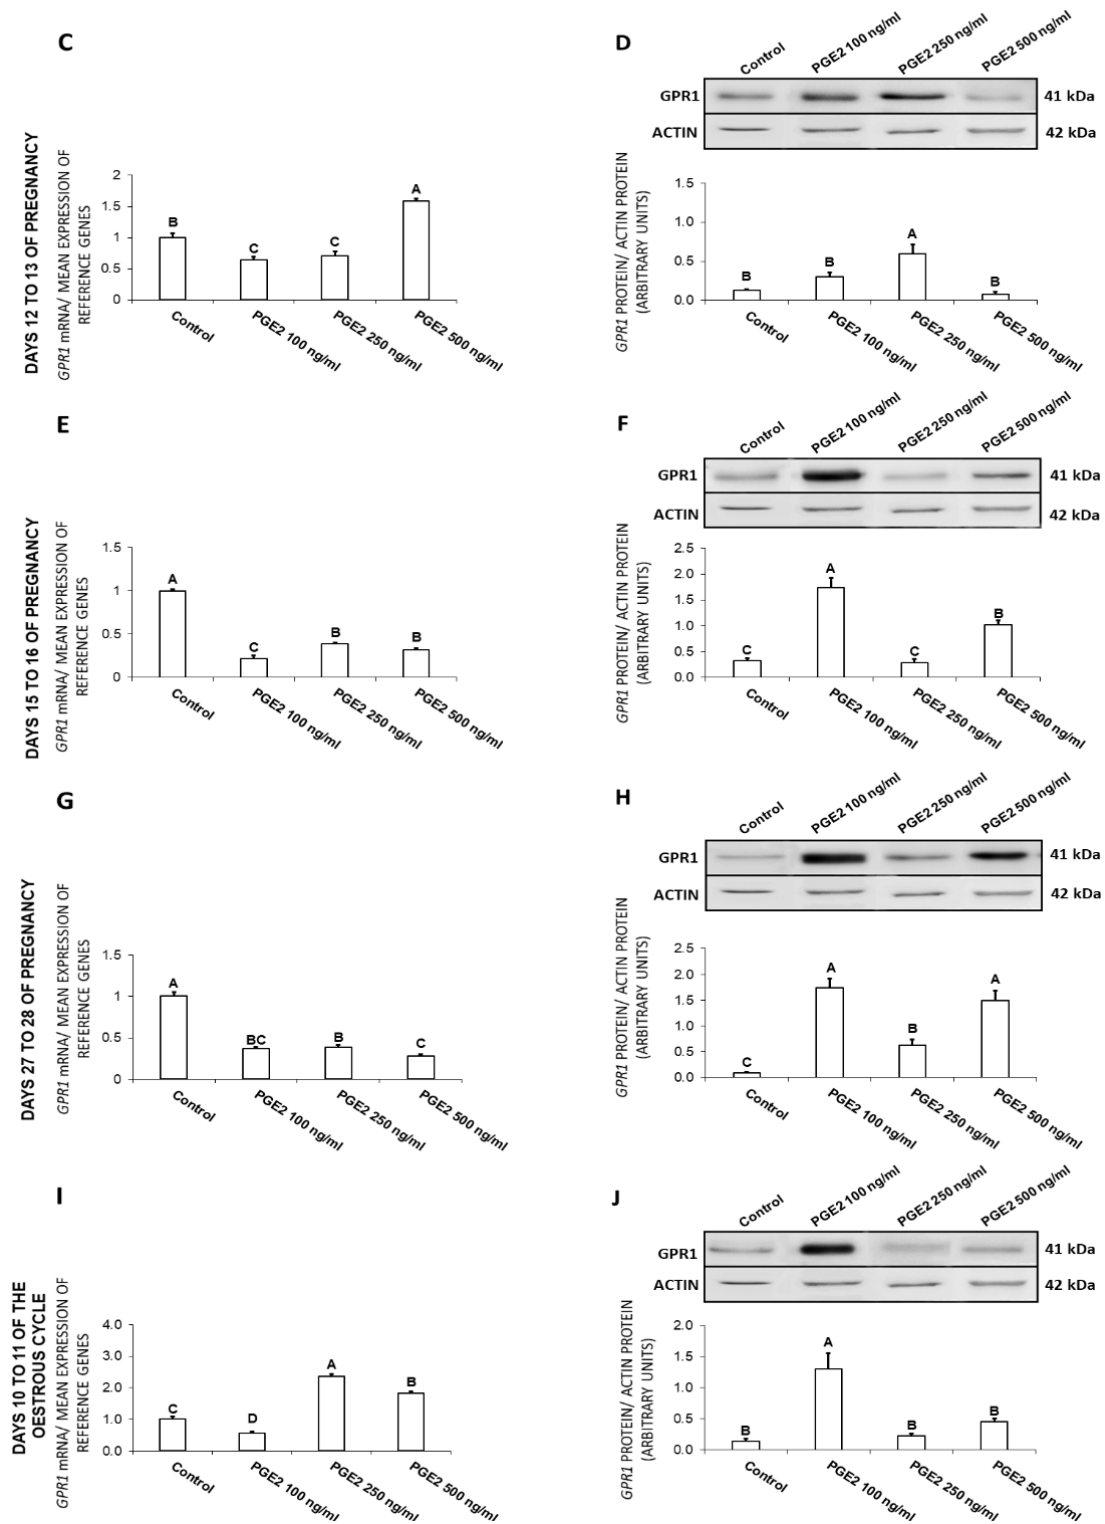 C
DAYS 12 TO 13 OF PREGNANCY
GPR1 mRNA/ MEAN EXPRESSION OF
REFERENCE GENES
2
1.5
1
0.5
0
B
C
C
A
Control
PGE2 100 ng/ml
PGE2 250 ng/ml
PGE2 500 ng/ml
D
Control
PGE2 100 ng/ml
PGE2 250 ng/ml
PGE2 500 ng/ml
GPR1
41 kDa
ACTIN
42 kDa
GPR1 PROTEIN/ ACTIN PROTEIN
(ARBITRARY UNITS)
1.5
1.0
0.5
0.0
B
B
A
B
Control
PGE2 100 ng/ml
PGE2 250 ng/ml
PGE2 500 ng/ml
E
DAYS 15 TO 16 OF PREGNANCY
GPR1 mRNA/ MEAN EXPRESSION OF
REFERENCE GENES
1.5
1
0.5
0
A
C
B
B
Control
PGE2 100 ng/ml
PGE2 250 ng/ml
PGE2 500 ng/ml
F
Control
PGE2 100 ng/ml
PGE2 250 ng/ml
PGE2 500 ng/ml
GPR1
41 kDa
ACTIN
42 kDa
GPR1 PROTEIN/ ACTIN PROTEIN
(ARBITRARY UNITS)
2.5
2.0
1.5
1.0
0.5
0.0
C
A
C
B
Control
PGE2 100 ng/ml
PGE2 250 ng/ml
PGE2 500 ng/ml
G
DAYS 27 TO 28 OF PREGNANCY
GPR1 mRNA/ MEAN EXPRESSION OF
REFERENCE GENES
1.5
1
0.5
0
A
BC
B
C
Control
PGE2 100 ng/ml
PGE2 250 ng/ml
PGE2 500 ng/ml
H
Control
PGE2 100 ng/ml
PGE2 250 ng/ml
PGE2 500 ng/ml
GPR1
41 kDa
ACTIN
42 kDa
GPR1 PROTEIN/ ACTIN PROTEIN
(ARBITRARY UNITS)
2.5
2.0
1.5
1.0
0.5
0.0
C
A
B
A
Control
PGE2 100 ng/ml
PGE2 250 ng/ml
PGE2 500 ng/ml
I
DAYS 10 TO 11 OF THE
OESTROUS CYCLE
GPR1 mRNA/ MEAN EXPRESSION OF
REFERENCE GENES
4.0
3.0
2.0
1.0
0.0
C
D
A
B
Control
PGE2 100 ng/ml
PGE2 250 ng/ml
PGE2 500 ng/ml
J
Control
PGE2 100 ng/ml
PGE2 250 ng/ml
PGE2 500 ng/ml
GPR1
41 kDa
ACTIN
42 kDa
GPR1 PROTEIN/ ACTIN PROTEIN
(ARBITRARY UNITS)
2.0
1.5
1.0
0.5
0.0
B
A
B
B
Control
PGE2 100 ng/ml
PGE2 250 ng/ml
PGE2 500 ng/ml